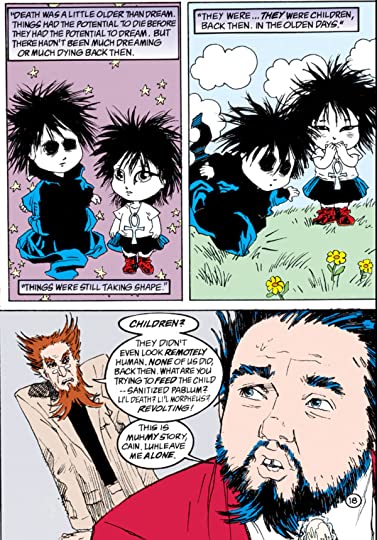 "DEATH WAS A LITTLE OLDER THAN DREAM.
THINGS HAD THE POTENTIAL TO DIE BEFORE
THEY HAD THE POTENTIAL TO DREAM. BUT
THERE HADN'T BEEN MUCH DREAMING
OR MUCH DYING BACK THEN.
"THINGS WERE STILL TAKING SHAPE."
"THEY WERE... THEY WERE CHILDREN,
BACK THEN. IN THE OLDEN DAYS."
CHILDREN?
THEY DIDN'T
EVEN LOOK REMOTELY
HUMAN. NONE OF US DID,
BACK THEN. WHAT ARE YOU
TRYING TO FEED THE CHILD
-- SANITIZED PABLUM?
LI'L DEATH? LI'L MORPHEUS?
REVOLTING!
THIS IS
MUHMY STORY,
CAIN. LUHLEAVE
ME ALONE.
18